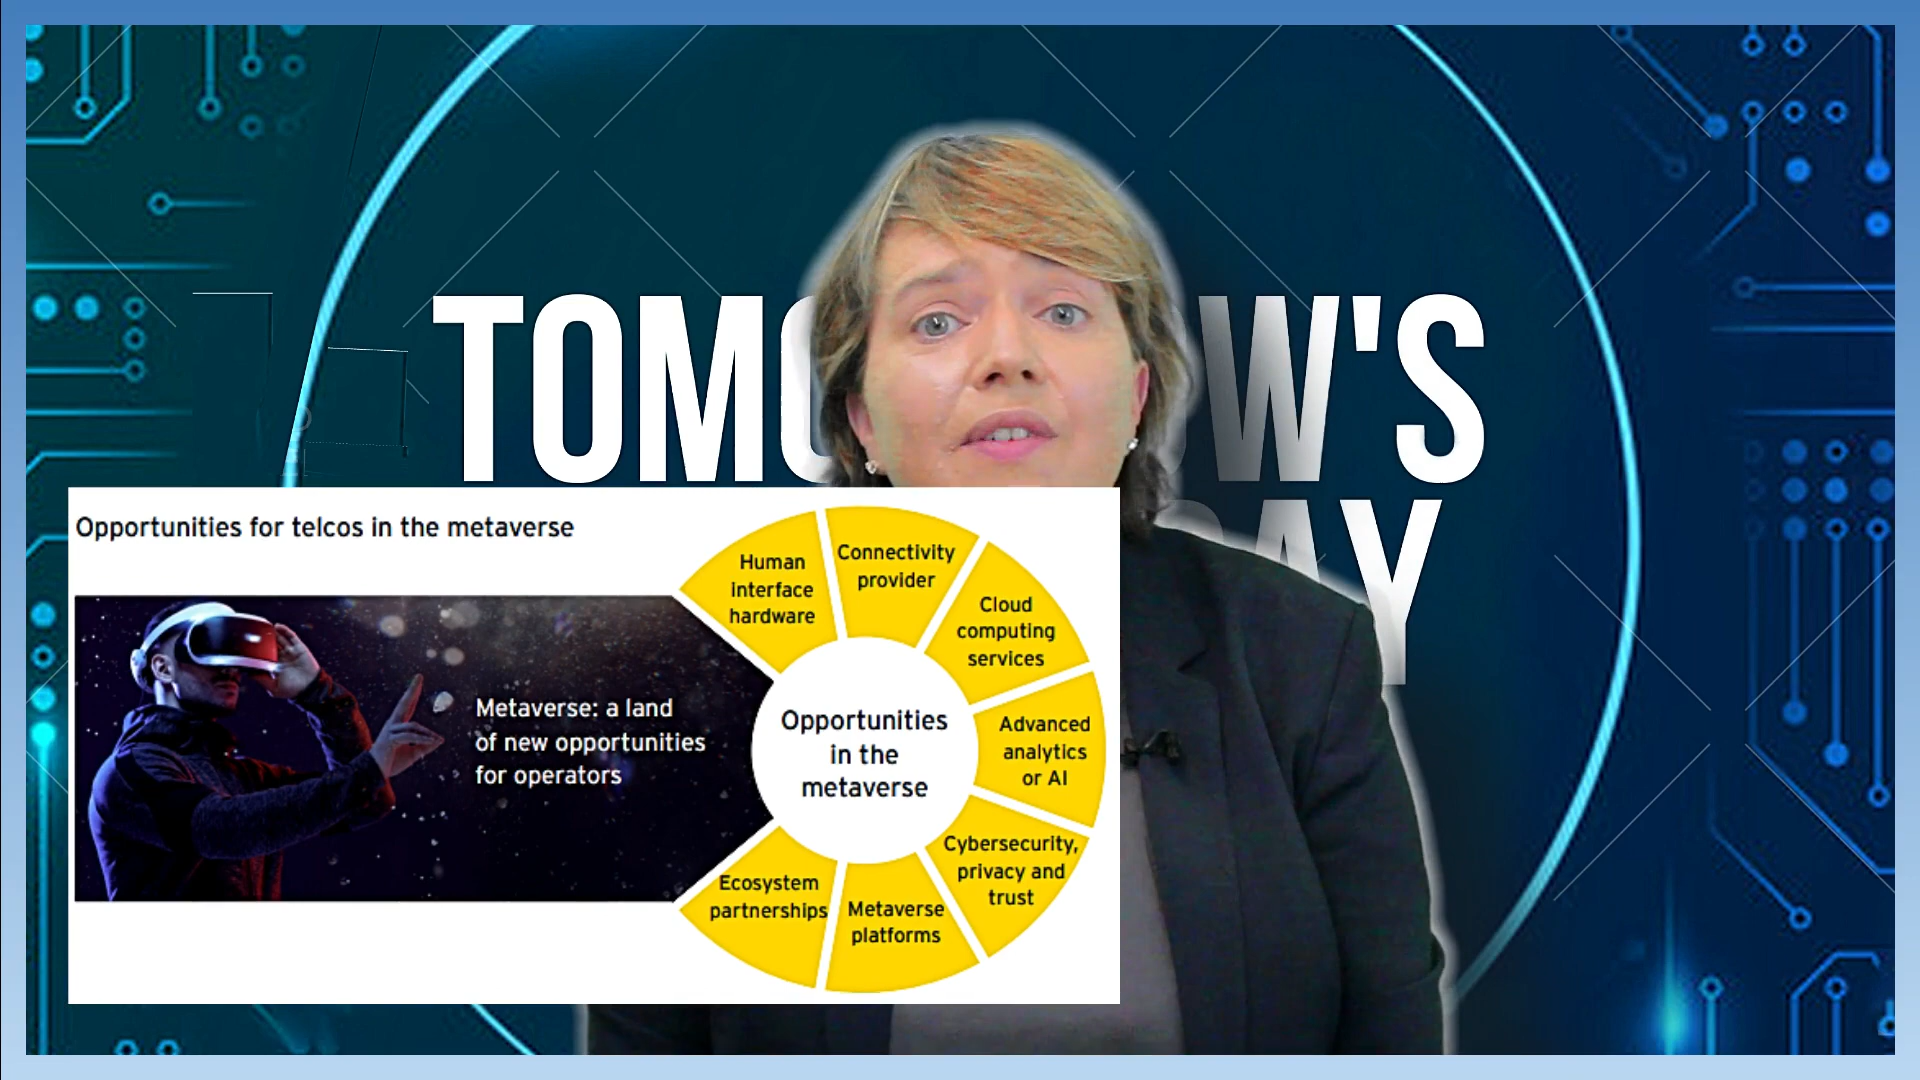 TOMO OW'S
AY
Opportunities for telcos in the metaverse
Metaverse: a land
of new opportunities
for operators
Opportunities
in the
metaverse
Human
interface
hardware
Connectivity
provider
Cloud
computing
services
Advanced
analytics
or AI
Cybersecurity,
privacy and
trust
Metaverse
platforms
Ecosystem
partnerships